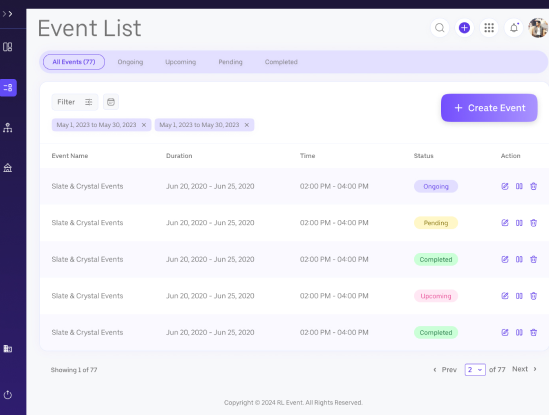 Event List
All Events (77) Ongoing Upcoming Pending Completed
Filter
+ Create Event
May 1, 2023 to May 30, 2023 × May 1, 2023 to May 30, 2023 ×
Event Name Duration Time Status Action
Slate & Crystal Events Jun 20, 2020 - Jun 25, 2020 02:00 PM - 04:00 PM Ongoing
Slate & Crystal Events Jun 20, 2020 - Jun 25, 2020 02:00 PM - 04:00 PM Pending
Slate & Crystal Events Jun 20, 2020 - Jun 25, 2020 02:00 PM - 04:00 PM Completed
Slate & Crystal Events Jun 20, 2020 - Jun 25, 2020 02:00 PM - 04:00 PM Upcoming
Slate & Crystal Events Jun 20, 2020 - Jun 25, 2020 02:00 PM - 04:00 PM Completed
Showing 1 of 77 ‹ Prev 2 of 77 Next ›
Copyright © 2024 RL Event. All Rights Reserved.